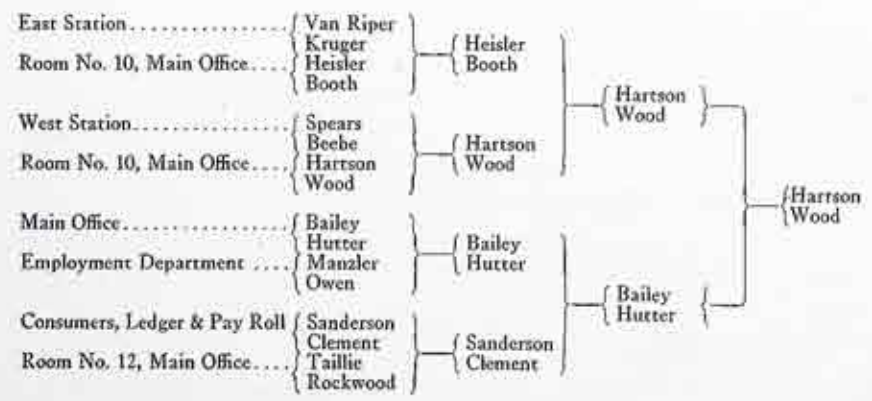 East Station............... Van Riper
Kruger Heisler
Room No. 10, Main Office.... Heisler Booth
Booth
Hartson
Wood
West Station............... Spears
Beebe Hartson
Room No. 10, Main Office.... Hartson Wood
Wood
Hartson
Wood
Main Office................ Bailey
Hutter Bailey
Employment Department .... Manzler Hutter
Owen
Bailey
Hutter
Consumers, Ledger & Pay Roll Sanderson
Clement Sanderson
Room No. 12, Main Office.... Taillie Clement
Rockwood